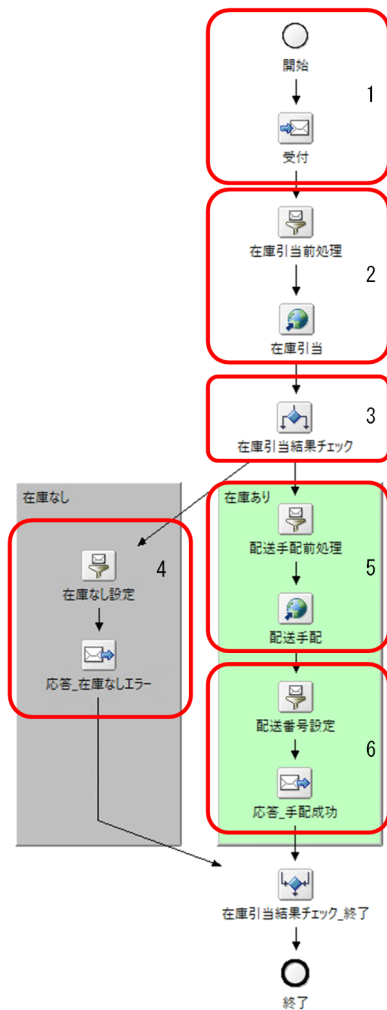 開始
1
受付
在庫引当前処理
2
在庫引当
3
在庫引当結果チェック
在庫なし
在庫あり
4
在庫なし設定
応答_在庫なしエラー
配送手配前処理
5
配送手配
配送番号設定
6
応答_手配成功
在庫引当結果チェック_終了
終了